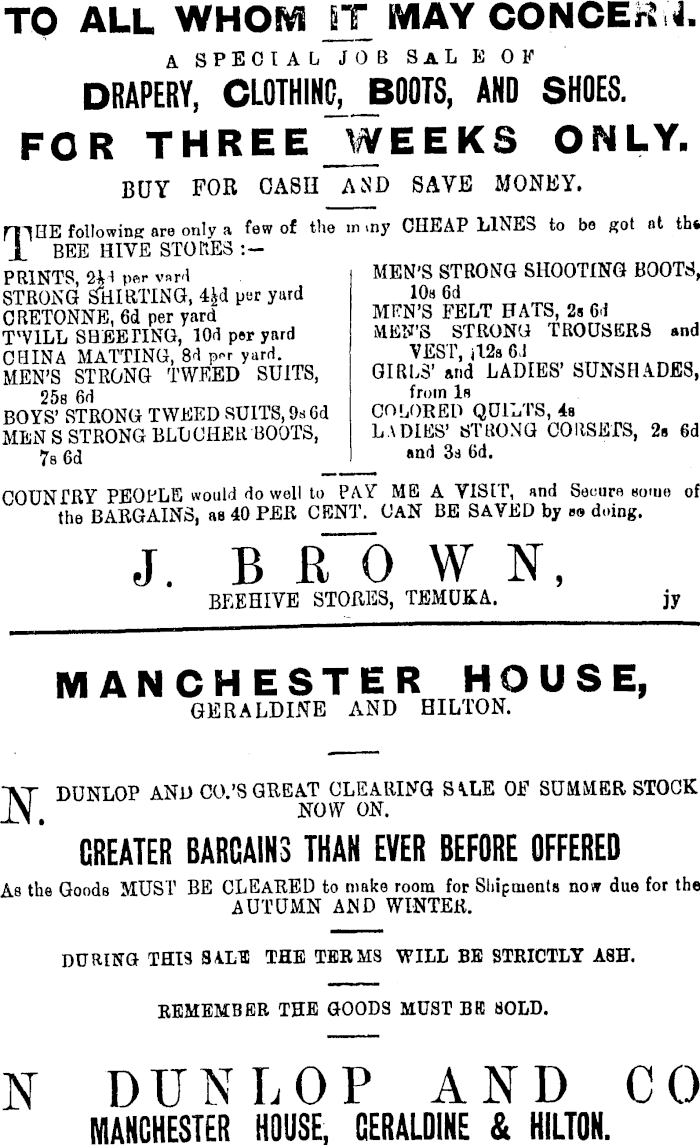 TO ALL WHOM IT MAY CONCERN.
A SPECIAL JOB SALE OF
DRAPERY, CLOTHING, BOOTS, AND SHOES.
FOR THREE WEEKS ONLY.
BUY FOR CASH AND SAVE MONEY.
THE following are only a few of the many CHEAP LINES to be got at the
BEE HIVE STORES :—
PRINTS, 2½d per yard
STRONG SHIRTING, 4½d per yard
CRETONNE, 6d per yard
TWILL SHEETING, 10d per yard
CHINA MATTING, 8d per yard.
MEN'S STRONG TWEED SUITS,
25s 6d
BOYS' STRONG TWEED SUITS, 9s 6d
MEN S STRONG BLUCHER BOOTS,
7s 6d
MEN'S STRONG SHOOTING BOOTS,
10s 6d
MEN'S FELT HATS, 2s 6d
MEN'S STRONG TROUSERS and
VEST, 12s 6d
GIRLS' and LADIES' SUNSHADES,
from 1s
COLORED QUILTS, 4s
LADIES' STRONG CORSETS, 2s 6d
and 3s 6d.
COUNTRY PEOPLE would do well to PAY ME A VISIT, and Secure some of
the BARGAINS, as 40 PER CENT. CAN BE SAVED by so doing.
J. BROWN,
BEEHIVE STORES, TEMUKA. jy
MANCHESTER HOUSE,
GERALDINE AND HILTON.
N. DUNLOP AND CO.'S GREAT CLEARING SALE OF SUMMER STOCK
NOW ON.
GREATER BARGAINS THAN EVER BEFORE OFFERED
As the Goods MUST BE CLEARED to make room for Shipments now due for the
AUTUMN AND WINTER.
DURING THIS SALE THE TERMS WILL BE STRICTLY ASH.
REMEMBER THE GOODS MUST BE SOLD.
N DUNLOP AND CO
MANCHESTER HOUSE, GERALDINE & HILTON.